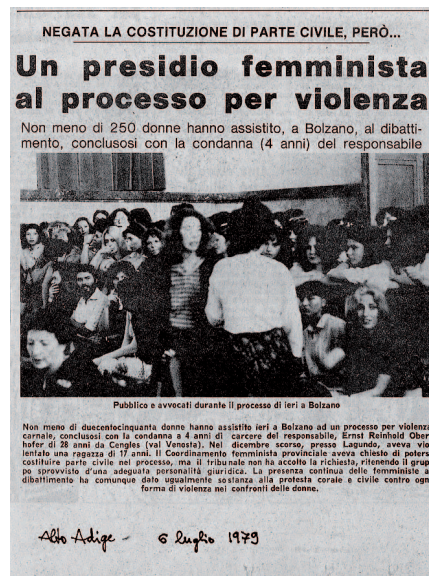 NEGATA LA COSTITUZIONE DI PARTE CIVILE, PERÒ...
Un presidio femminista
al processo per violenza
Non meno di 250 donne hanno assistito, a Bolzano, al dibatti-
mento, conclusosi con la condanna (4 anni) del responsabile
Pubblico e avvocati durante il processo di ieri a Bolzano
Non meno di duecentocinquanta donne hanno assistito ieri a Bolzano ad un processo per violenza
carnale, conclusosi con la condanna a 4 anni di carcere del responsabile, Ernst Reinhold Ober
hofer di 28 anni da Cengles (val Venosta). Nel dicembre scorso, presso Lagundo, aveva vio
lentato una ragazza di 17 anni. Il Coordinamento femminista provinciale aveva chiesto di poters
costituire parte civile nel processo, ma il tribunale non ha accolto la richiesta, ritenendo il grup
po sprovvisto d'una adeguata personalità giuridica. La presenza continua delle femministe a
dibattimento ha comunque dato ugualmente sostanza alla protesta corale e civile contro ogn
forma di violenza nei confronti delle donne.
Alto Adige - 6 luglio 1979